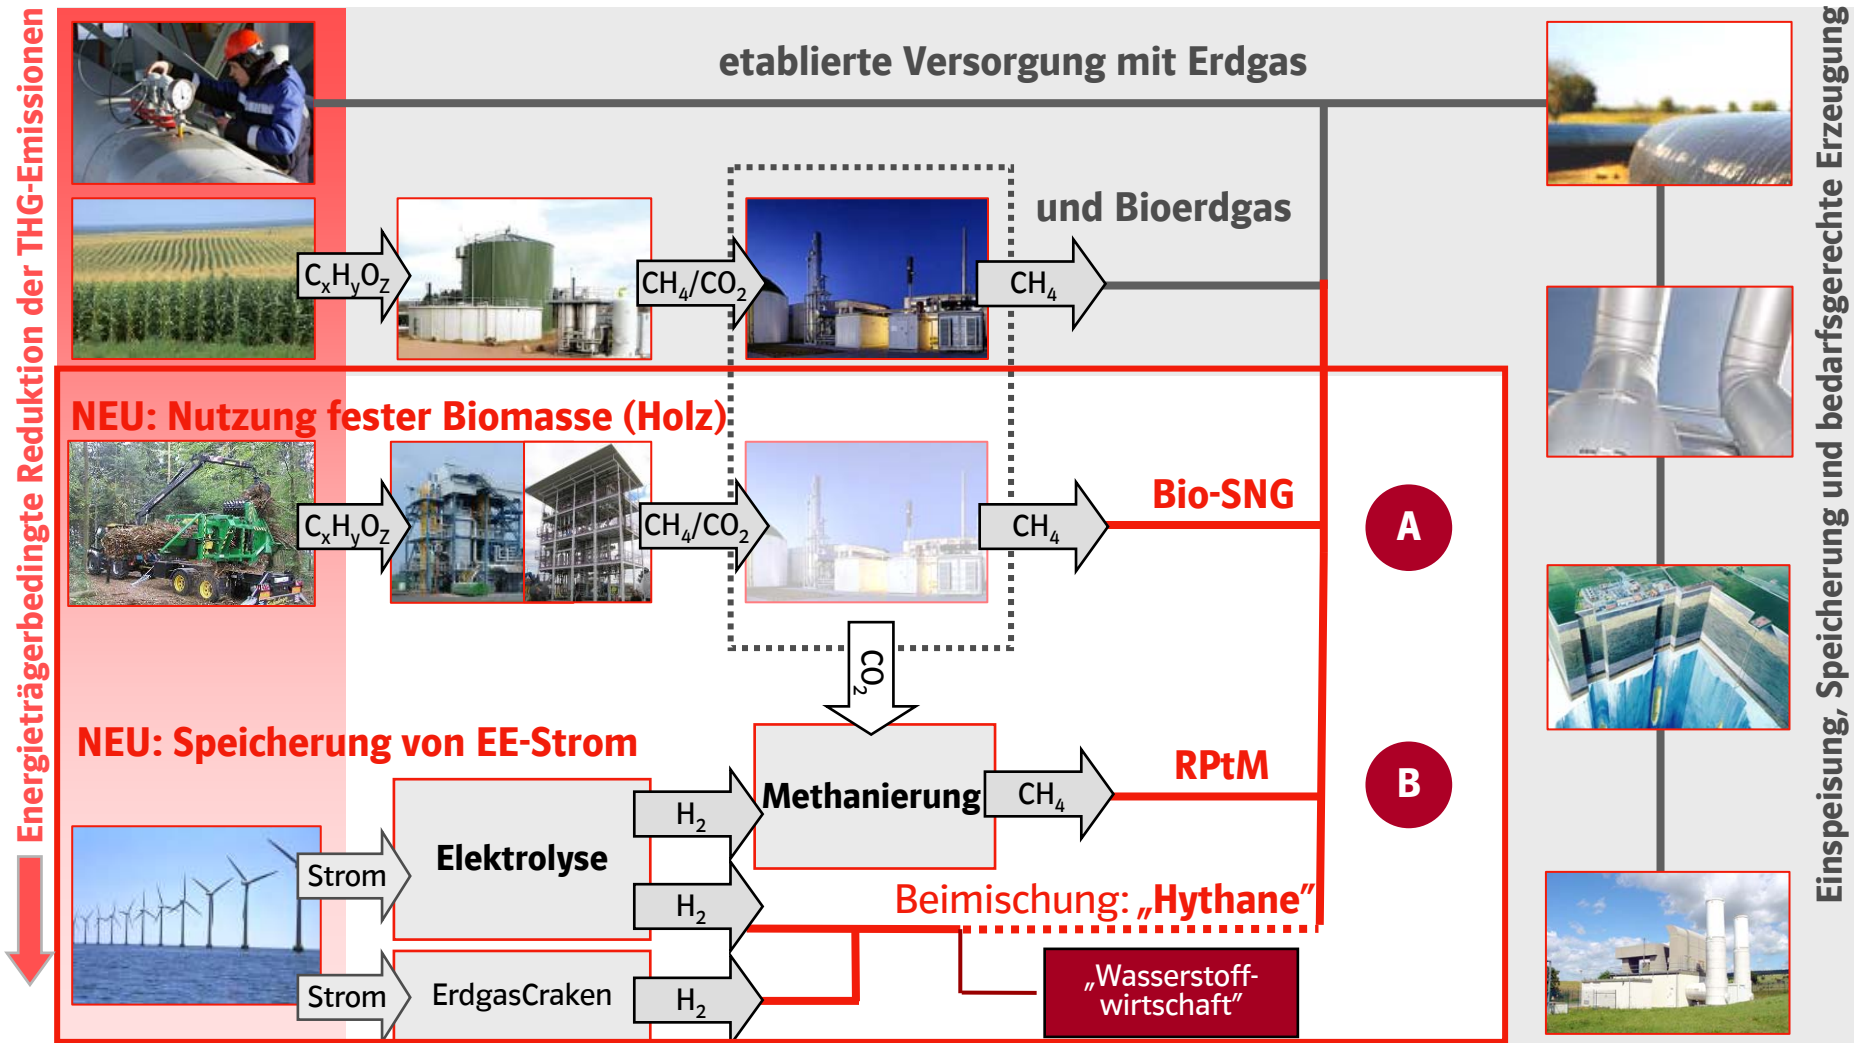 Energieträgerbedingte Reduktion der THG-Emissionen
etablierte Versorgung mit Erdgas
und Bioerdgas
CₓHᵧO_Z
CH₄/CO₂
CH₄
NEU: Nutzung fester Biomasse (Holz)
CₓHᵧO_Z
CH₄/CO₂
CH₄
Bio-SNG
A
CO₂
NEU: Speicherung von EE-Strom
Strom
Elektrolyse
H₂
Methanierung
CH₄
RPtM
B
H₂
Beimischung: „Hythane”
Strom
ErdgasCraken
H₂
„Wasserstoff-
wirtschaft”
Einspeisung, Speicherung und bedarfsgerechte Erzeugung